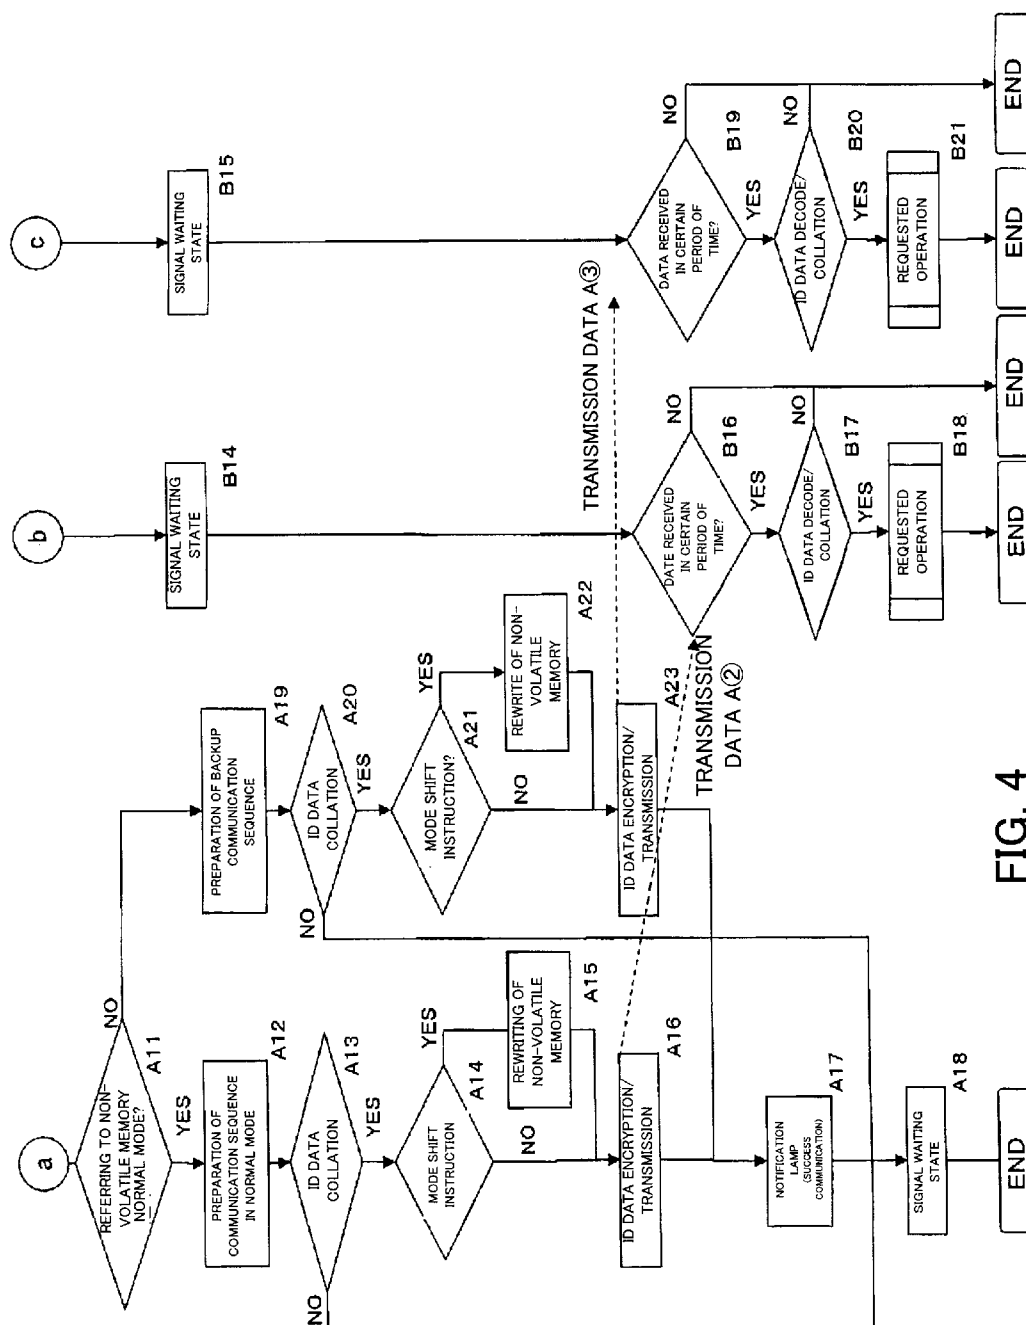 a
REFERRING TO NON-
VOLATILE MEMORY
NORMAL MODE?
A11
NO
YES
PREPARATION OF
COMMUNICATION SEQUENCE
IN NORMAL MODE
A12
ID DATA
COLLATION
A13
NO
YES
MODE SHIFT
INSTRUCTION
A14
YES
NO
REWRITING OF
NON-VOLATILE
MEMORY
A15
ID DATA ENCRYPTION/
TRANSMISSION
A16
NOTIFICATION
LAMP
(SUCCESS
COMMUNICATION)
A17
SIGNAL WAITING
STATE
A18
END
PREPARATION OF BACKUP
COMMUNICATION
SEQUENCE
A19
ID DATA
COLLATION
A20
NO
YES
MODE SHIFT
INSTRUCTION?
A21
YES
NO
REWRITE OF NON-
VOLATILE
MEMORY
A22
ID DATA ENCRYPTION/
TRANSMISSION
A23
TRANSMISSION
DATA A②
TRANSMISSION DATA A③
b
SIGNAL WAITING
STATE
B14
DATE RECEIVED
IN CERTAIN
PERIOD OF
TIME?
B16
NO
YES
ID DATA DECODE/
COLLATION
B17
NO
YES
REQUESTED
OPERATION
B18
END
END
c
SIGNAL WAITING
STATE
B15
DATA RECEIVED
IN CERTAIN
PERIOD OF
TIME?
B19
NO
YES
ID DATA DECODE/
COLLATION
B20
NO
YES
REQUESTED
OPERATION
B21
END
END
FIG. 4